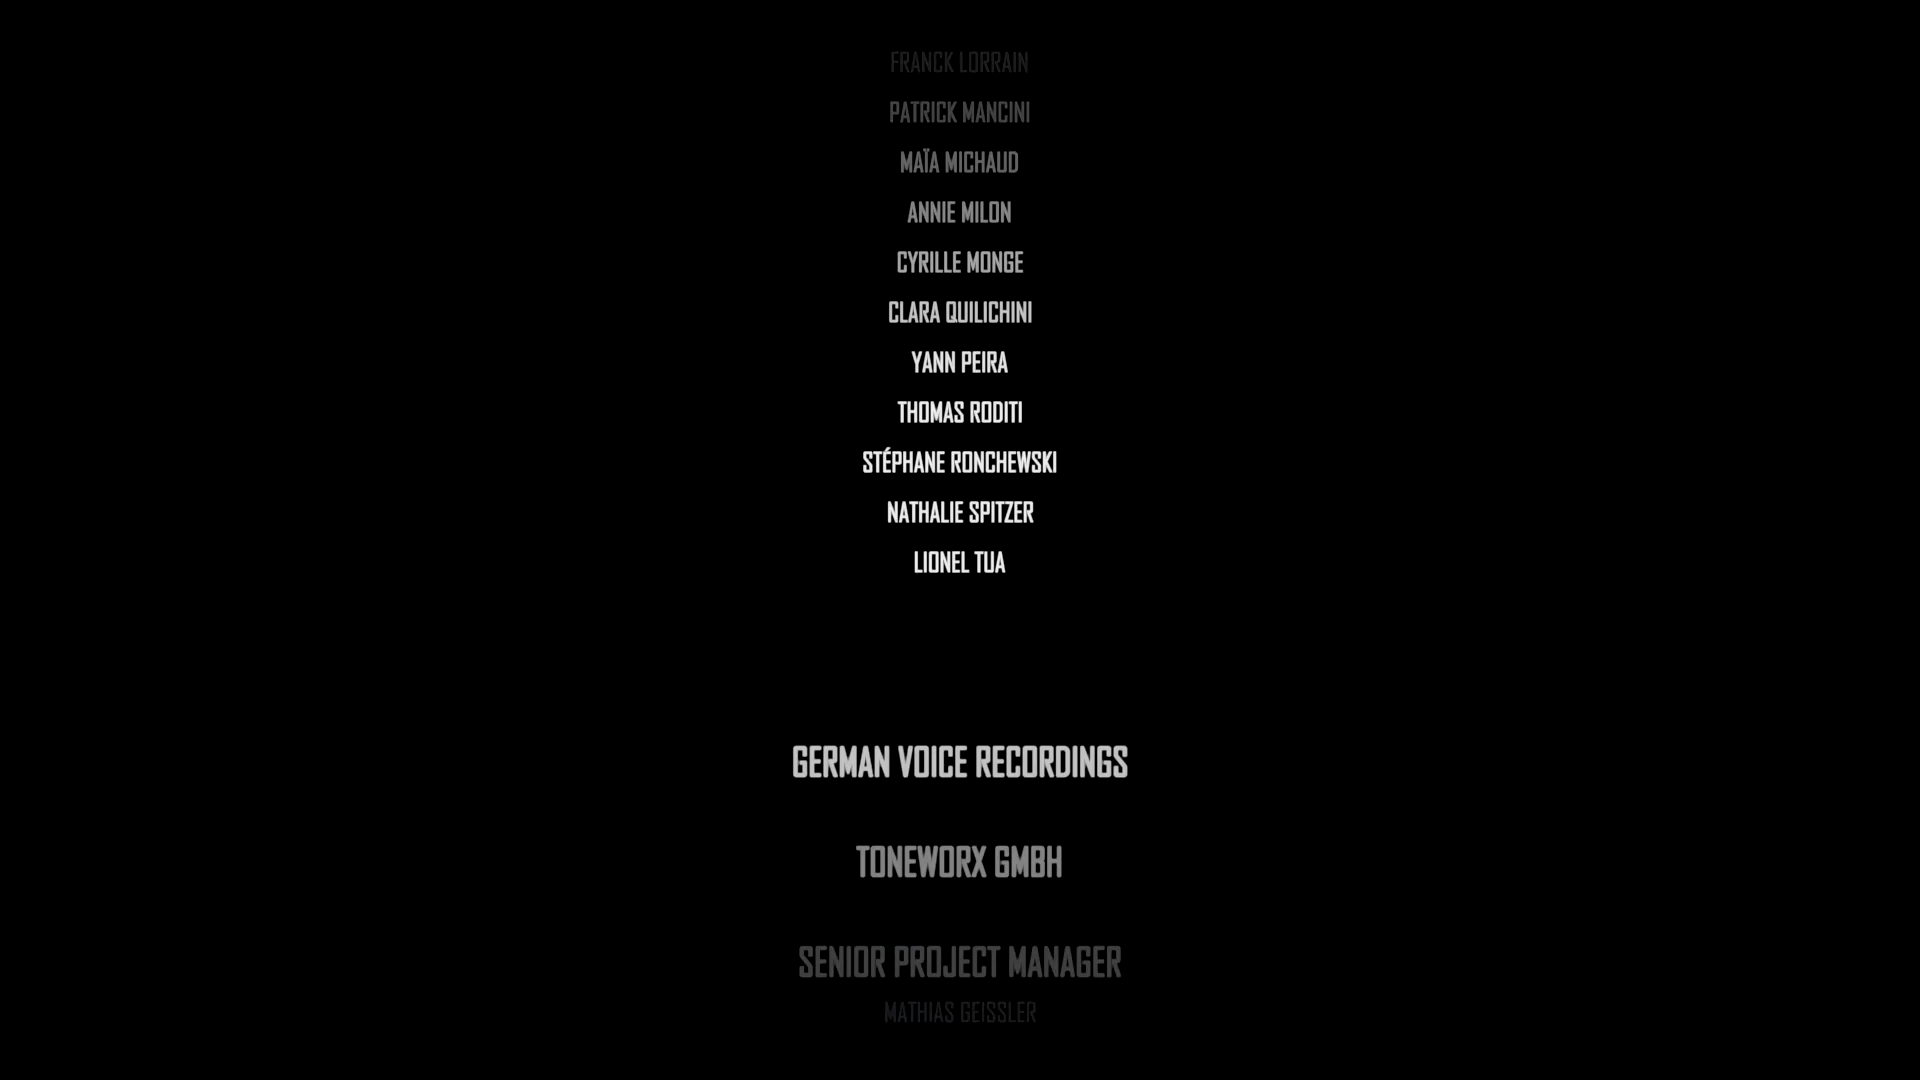 FRANCK LORRAIN
PATRICK MANCINI
MAÏA MICHAUD
ANNIE MILON
CYRILLE MONGE
CLARA QUILICHINI
YANN PEIRA
THOMAS RODITI
STÉPHANE RONCHEWSKI
NATHALIE SPITZER
LIONEL TUA
GERMAN VOICE RECORDINGS
TONEWORX GMBH
SENIOR PROJECT MANAGER
MATHIAS GEISSLER